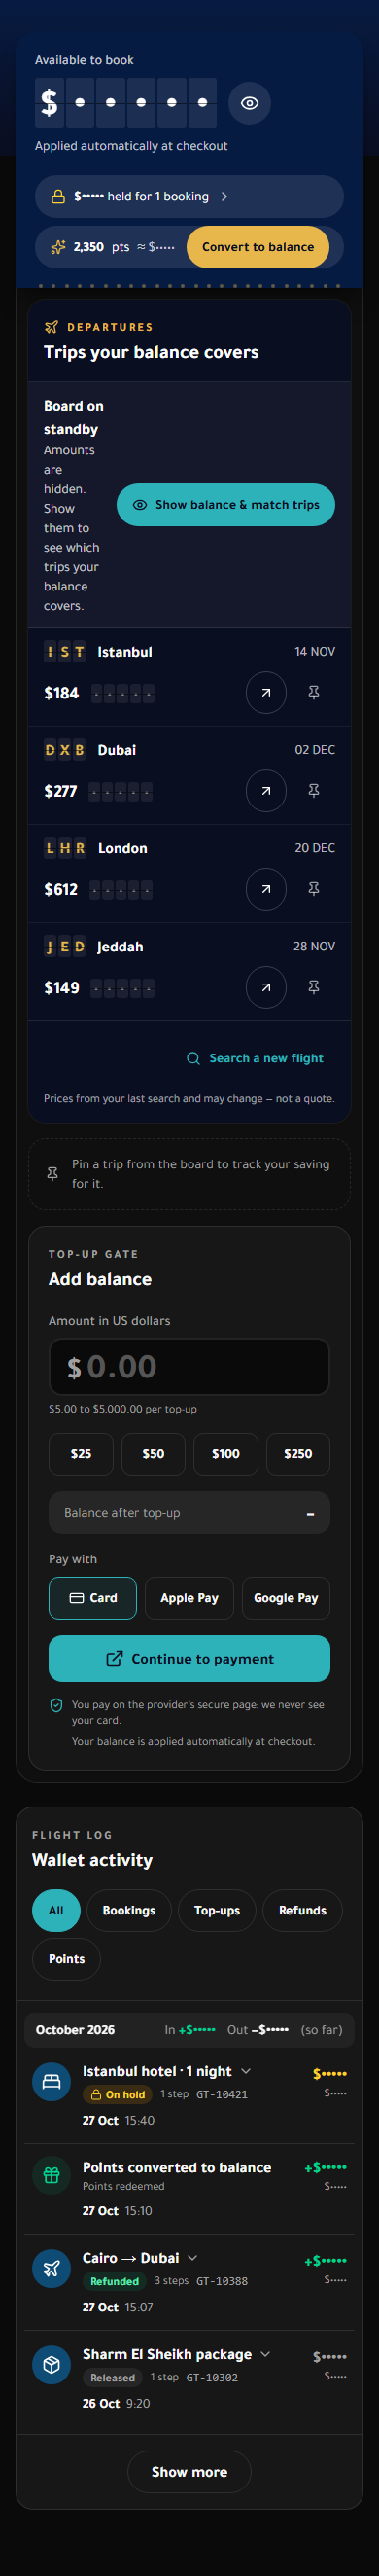 Available to book
$•••••
Applied automatically at checkout
$••••• held for 1 booking
2,350 pts ≈ $····· Convert to balance
DEPARTURES
Trips your balance covers
Board on
standby
Amounts
are
hidden.
Show
them to
see which
trips your
balance
covers.
Show balance & match trips
IST Istanbul 14 NOV
$184 ·····
DXB Dubai 02 DEC
$277 ·····
LHR London 20 DEC
$612 ·····
JED Jeddah 28 NOV
$149 ·····
Search a new flight
Prices from your last search and may change – not a quote.
Pin a trip from the board to track your saving
for it.
TOP-UP GATE
Add balance
Amount in US dollars
$ 0.00
$5.00 to $5,000.00 per top-up
$25 $50 $100 $250
Balance after top-up –
Pay with
Card Apple Pay Google Pay
Continue to payment
You pay on the provider's secure page; we never see
your card.
Your balance is applied automatically at checkout.
FLIGHT LOG
Wallet activity
All Bookings Top-ups Refunds
Points
October 2026 In +$••••• Out –$••••• (so far)
Istanbul hotel · 1 night $•••••
On hold 1 step GT-10421 $•••••
27 Oct 15:40
Points converted to balance +$•••••
Points redeemed $•••••
27 Oct 15:10
Cairo → Dubai +$•••••
Refunded 3 steps GT-10388 $•••••
27 Oct 15:07
Sharm El Sheikh package $•••••
Released 1 step GT-10302 $•••••
26 Oct 9:20
Show more